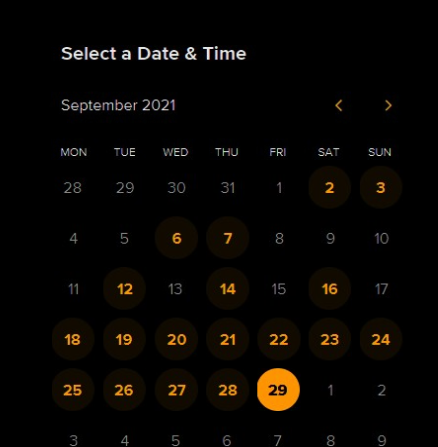 Select a Date & Time
September 2021
MON TUE WED THU FRI SAT SUN
28 29 30 31 1 2 3
4 5 6 7 8 9 10
11 12 13 14 15 16 17
18 19 20 21 22 23 24
25 26 27 28 29 1 2
3 4 5 6 7 8 9